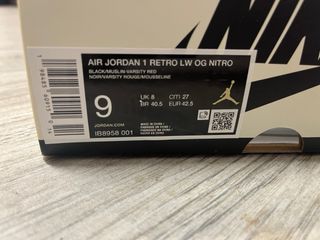 AIR JORDAN 1 RETRO LW OG NITRO
BLACK/MUSLIN-VARSITY RED
NOIR/VARSITY ROUGE/MOUSSELINE
9
UK 8 CITI 27
BR 40.5 EUR 42.5
JORDAN.COM
IB8958 001
MADE IN CHINA